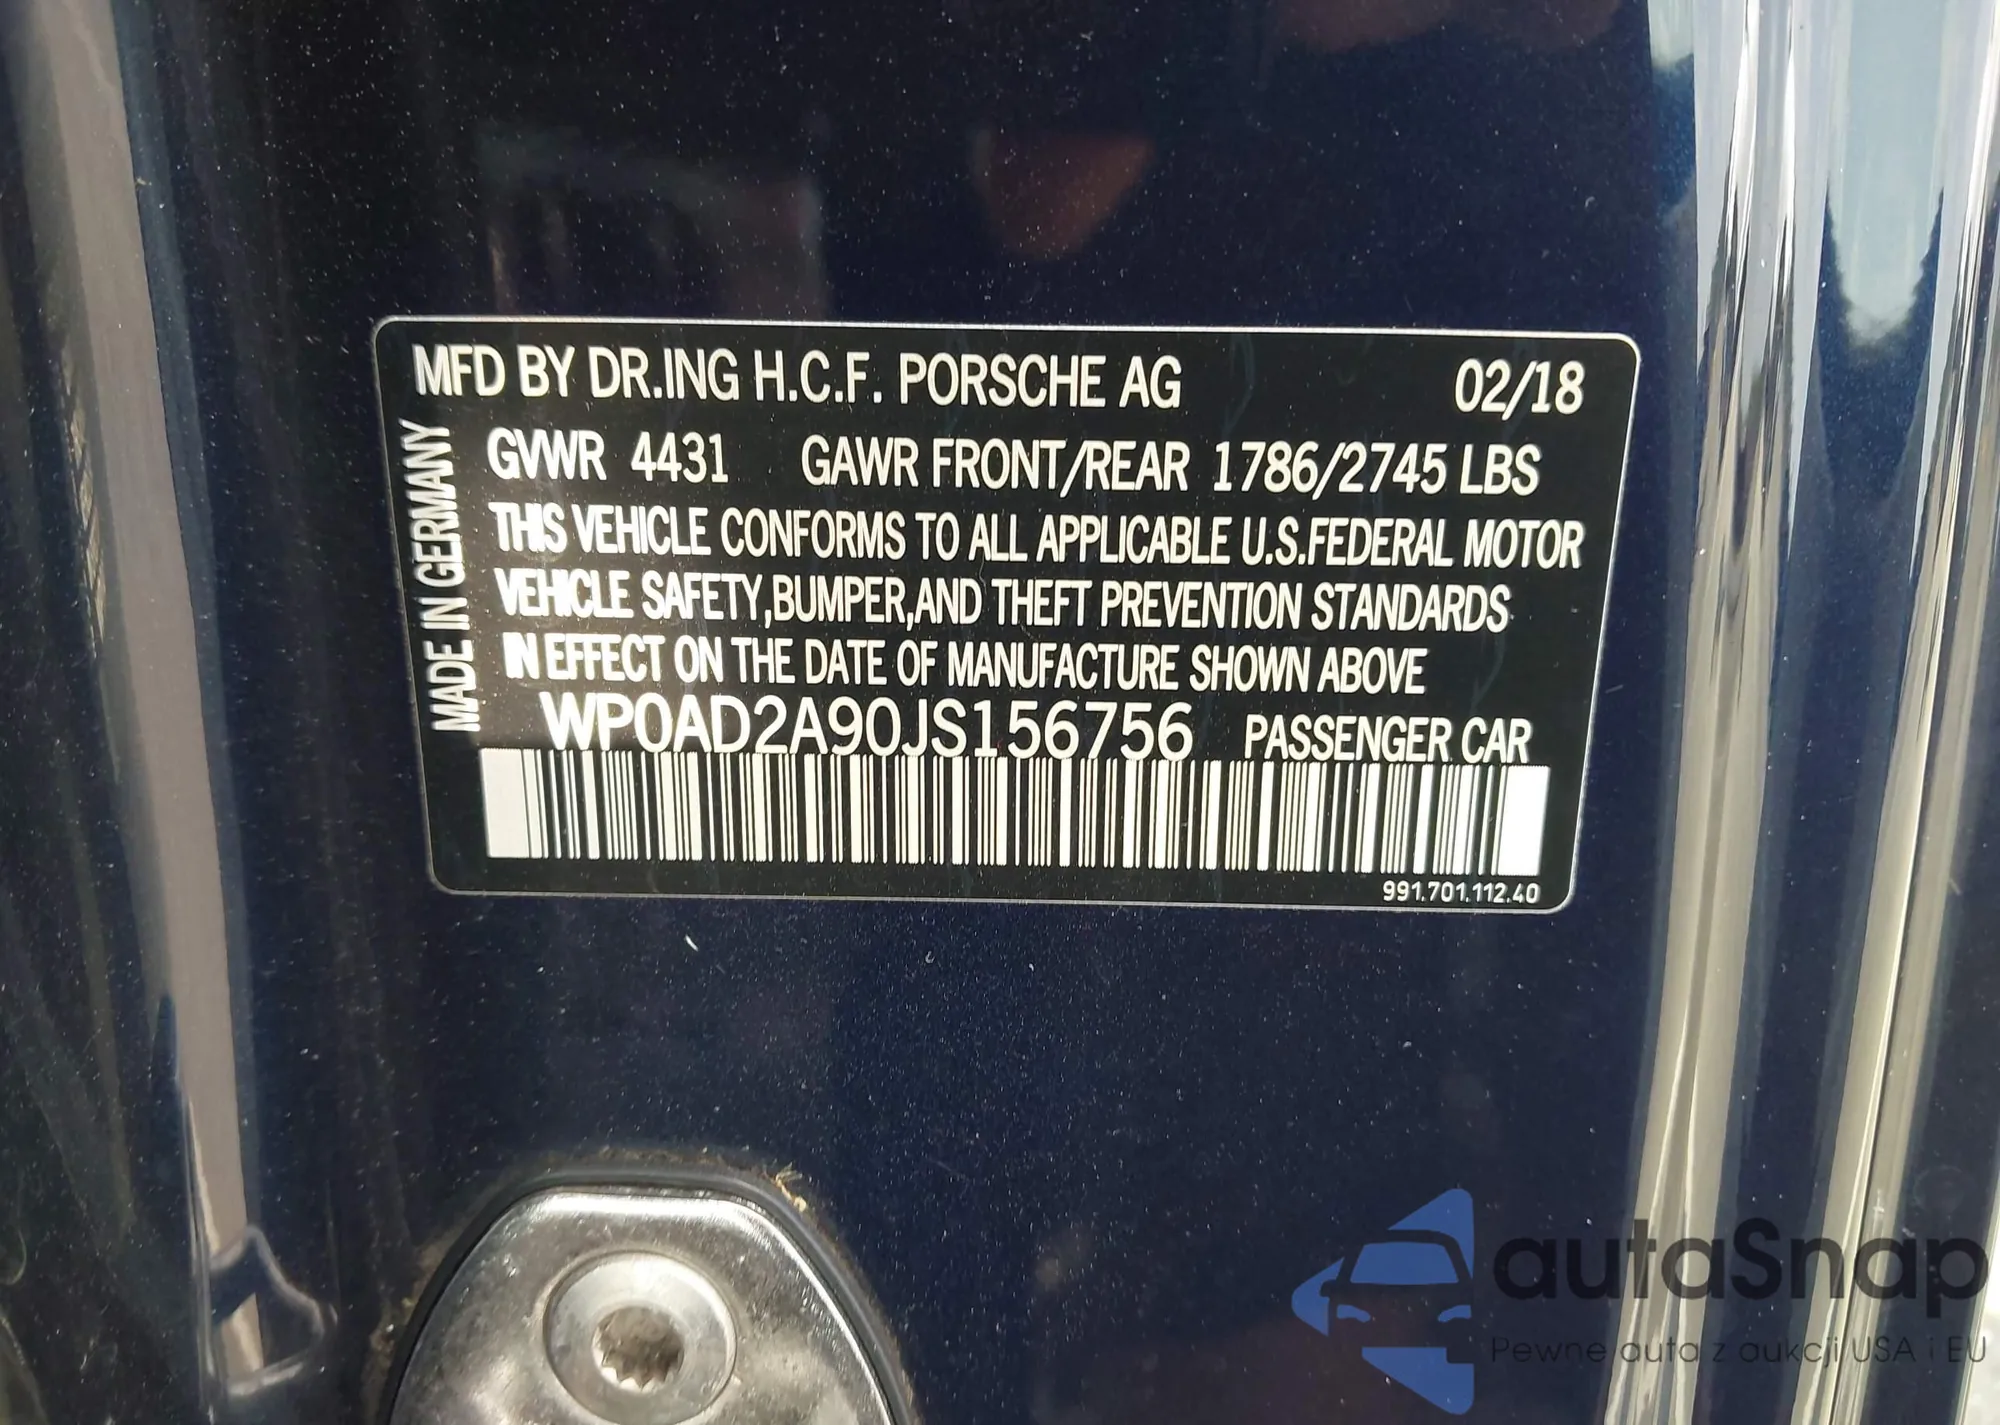 MFD BY DR.ING H.C.F. PORSCHE AG 02/18
MADE IN GERMANY
GVWR 4431 GAWR FRONT/REAR 1786/2745 LBS
THIS VEHICLE CONFORMS TO ALL APPLICABLE U.S.FEDERAL MOTOR
VEHICLE SAFETY,BUMPER,AND THEFT PREVENTION STANDARDS
IN EFFECT ON THE DATE OF MANUFACTURE SHOWN ABOVE
WP0AD2A90JS156756 PASSENGER CAR
991.701.112.40
autaSnap
Pewne auta z aukcji USA i EU